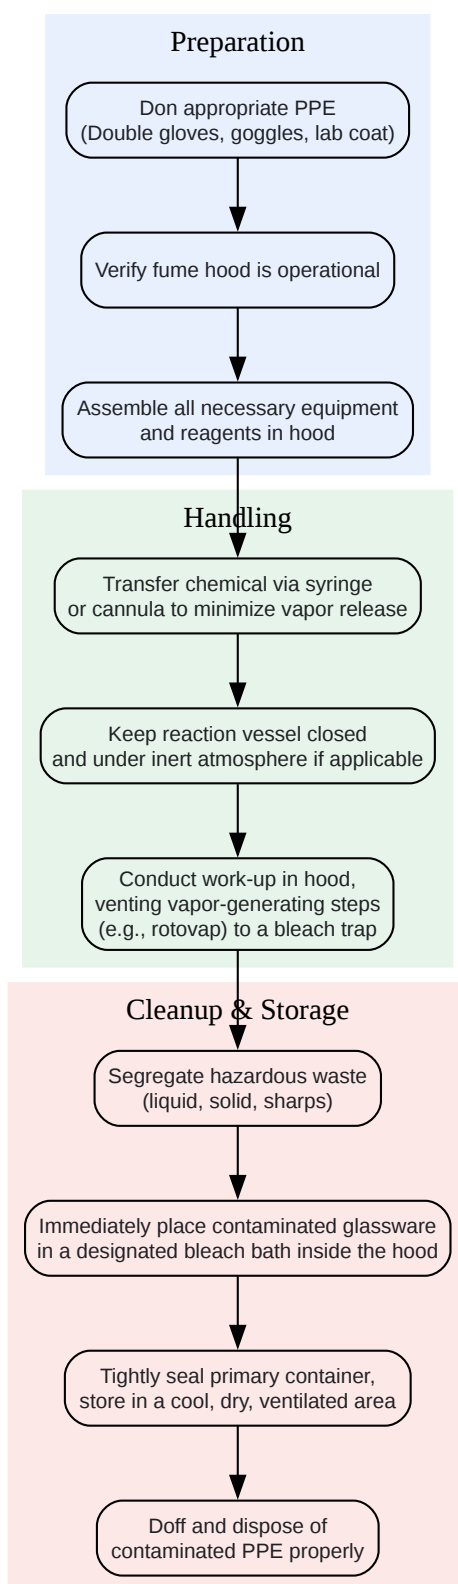 Preparation
Don appropriate PPE
(Double gloves, goggles, lab coat)
Verify fume hood is operational
Assemble all necessary equipment
and reagents in hood
Handling
Transfer chemical via syringe
or cannula to minimize vapor release
Keep reaction vessel closed
and under inert atmosphere if applicable
Conduct work-up in hood,
venting vapor-generating steps
(e.g., rotovap) to a bleach trap
Cleanup & Storage
Segregate hazardous waste
(liquid, solid, sharps)
Immediately place contaminated glassware
in a designated bleach bath inside the hood
Tightly seal primary container,
store in a cool, dry, ventilated area
Doff and dispose of
contaminated PPE properly